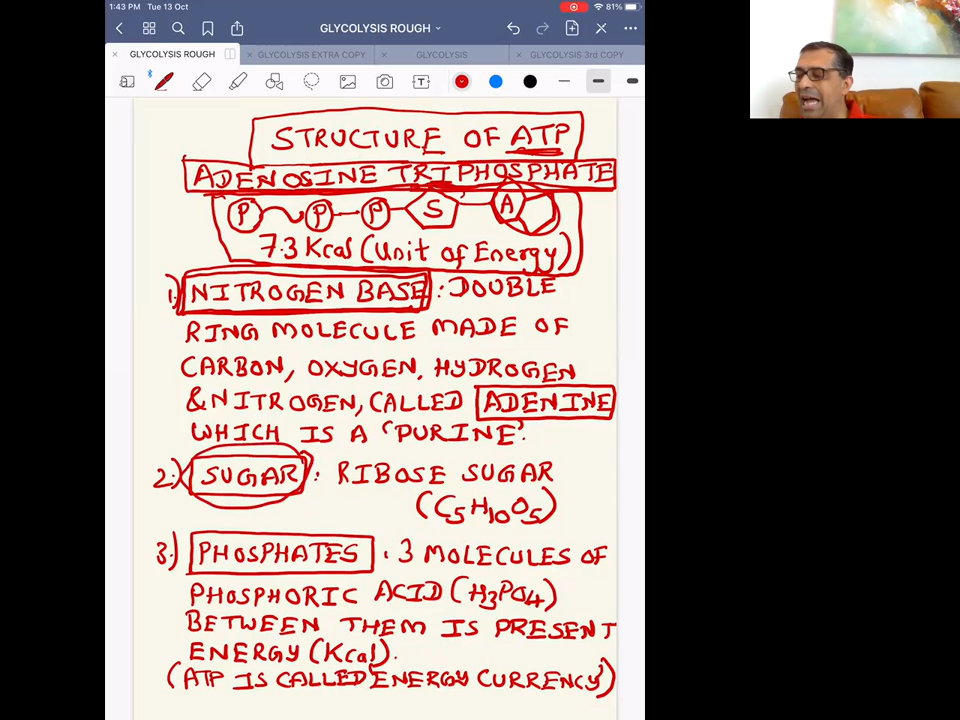 1:43 PM Tue 13 Oct
81%
GLYCOLYSIS ROUGH
GLYCOLYSIS ROUGH
GLYCOLYSIS EXTRA COPY
GLYCOLYSIS
GLYCOLYSIS 3rd COPY
T
STRUCTURE OF ATP
ADENOSINE TRIPHOSPHATE
P P P S A
7.3 Kcal (Unit of Energy)
1.) NITROGEN BASE : DOUBLE
RING MOLECULE MADE OF
CARBON, OXYGEN, HYDROGEN
& NITROGEN, CALLED ADENINE
WHICH IS A 'PURINE'.
2.) SUGAR : RIBOSE SUGAR
(C5H10O5)
3.) PHOSPHATES : 3 MOLECULES OF
PHOSPHORIC ACID (H3PO4)
BETWEEN THEM IS PRESENT
ENERGY (Kcal).
(ATP IS CALLED 'ENERGY CURRENCY')